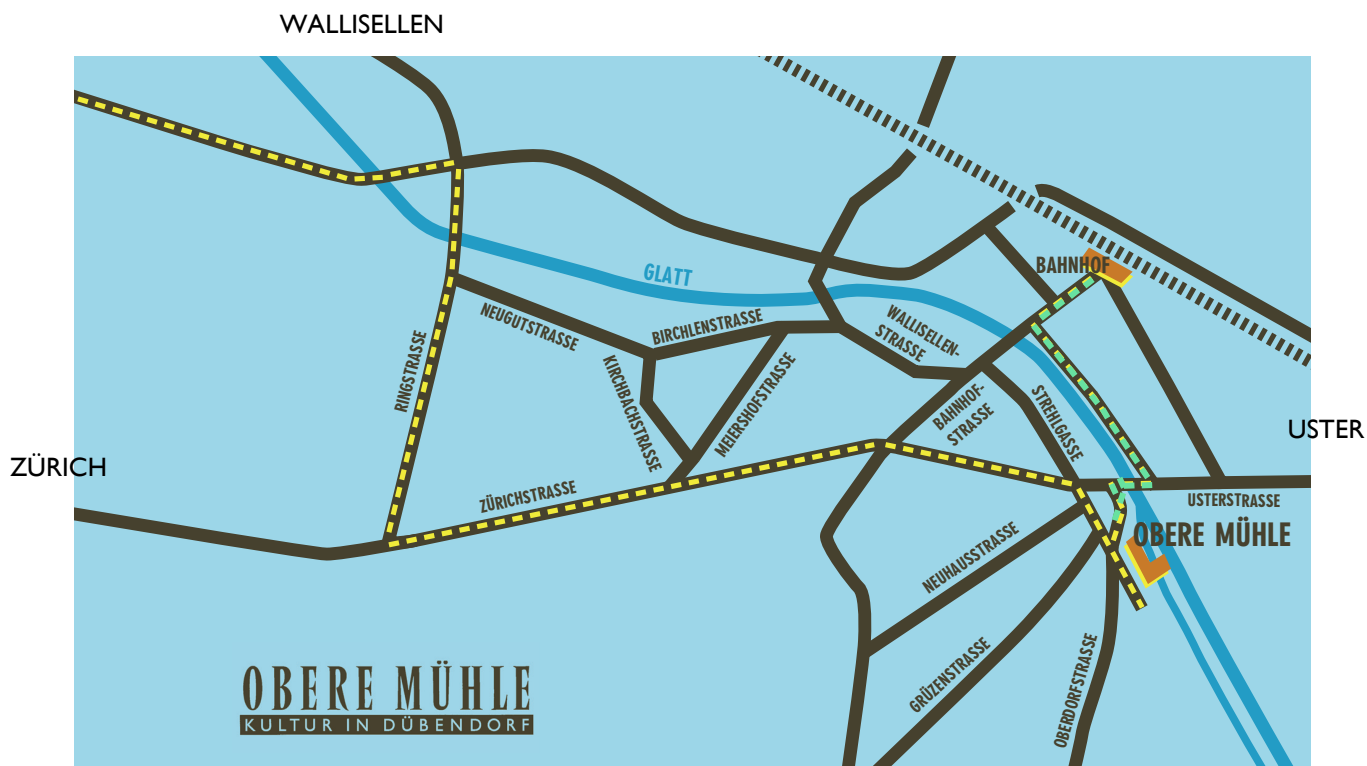 WALLISELLEN
GLATT
BAHNHOF
NEUGUTSTRASSE
BIRCHLENSTRASSE
WALLISELLEN-
STRASSE
RINGSTRASSE
KIRCHBACHSTRASSE
MEIERSHOFSTRASSE
BAHNHOF-
STRASSE
STREHLGASSE
USTER
ZÜRICH
ZÜRICHSTRASSE
USTERSTRASSE
OBERE MÜHLE
NEUHAUSSTRASSE
GRÜZENSTRASSE
OBERDORFSTRASSE
OBERE MÜHLE
KULTUR IN DÜBENDORF